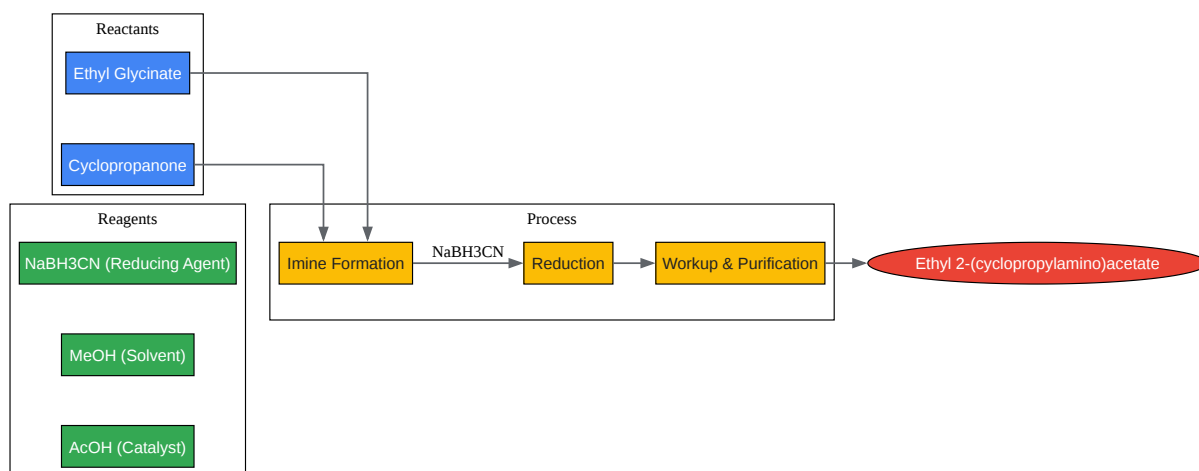 Reactants
Ethyl Glycinate
Cyclopropanone
Reagents
NaBH3CN (Reducing Agent)
MeOH (Solvent)
AcOH (Catalyst)
Process
Imine Formation
NaBH3CN
Reduction
Workup & Purification
Ethyl 2-(cyclopropylamino)acetate